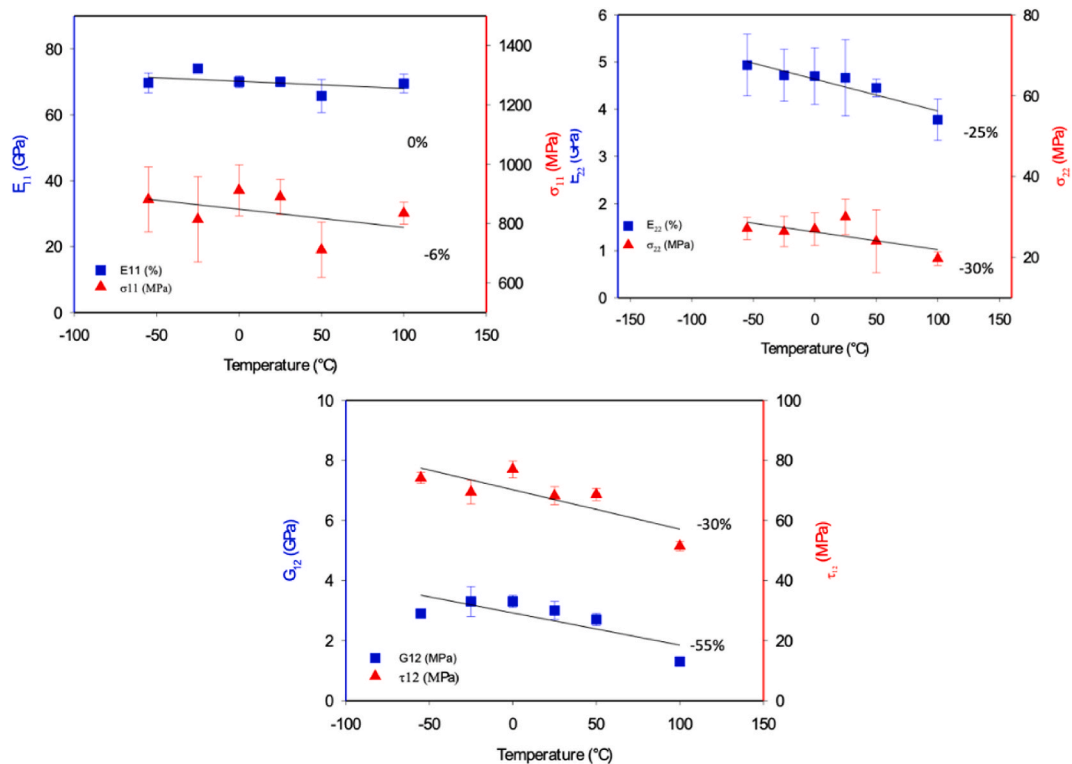 80
60
40
20
0
E₁₁ (GPa)
1400
1200
1000
800
600
σ₁₁ (MPa)
0%
-6%
E11 (%)
σ11 (MPa)
-100 -50 0 50 100 150
Temperature (°C)
6
5
4
3
2
1
0
E₂₂ (GPa)
80
60
40
20
σ₂₂ (MPa)
-25%
E₂₂ (%)
σ₂₂ (MPa)
-30%
-150 -100 -50 0 50 100 150
Temperature (°C)
10
8
6
4
2
0
G₁₂ (GPa)
100
80
60
40
20
0
τ₁₂ (MPa)
-30%
-55%
G12 (MPa)
τ12 (MPa)
-100 -50 0 50 100 150
Temperature (°C)